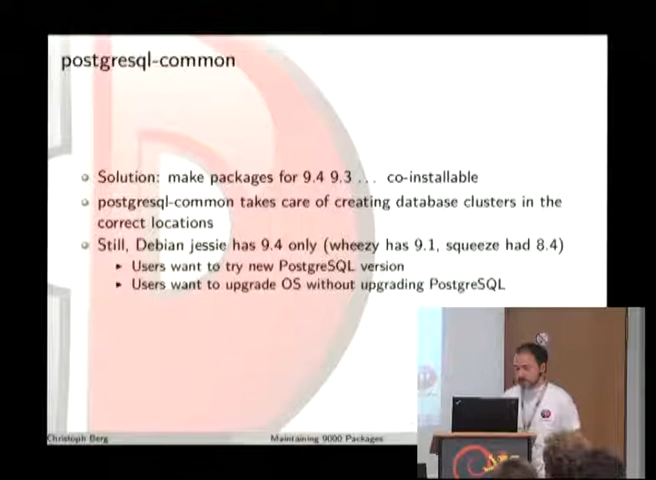 postgresql-common
Solution: make packages for 9.4 9.3 ... co-installable
postgresql-common takes care of creating database clusters in the
correct locations
Still, Debian jessie has 9.4 only (wheezy has 9.1, squeeze had 8.4)
Users want to try new PostgreSQL version
Users want to upgrade OS without upgrading PostgreSQL
Christoph Berg
Maintaining 9000 Packages